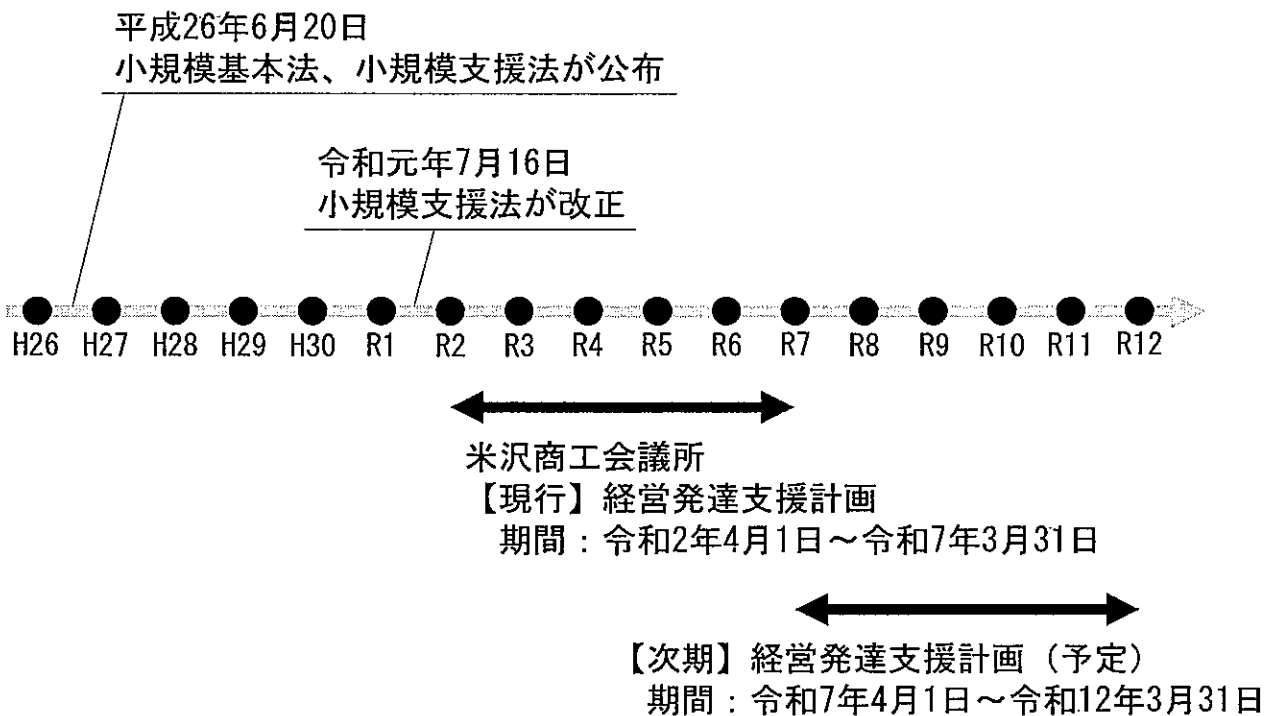 平成26年6月20日
小規模基本法、小規模支援法が公布
令和元年7月16日
小規模支援法が改正
H26 H27 H28 H29 H30 R1 R2 R3 R4 R5 R6 R7 R8 R9 R10 R11 R12
米沢商工会議所
【現行】経営発達支援計画
期間：令和2年4月1日～令和7年3月31日
【次期】経営発達支援計画（予定）
期間：令和7年4月1日～令和12年3月31日